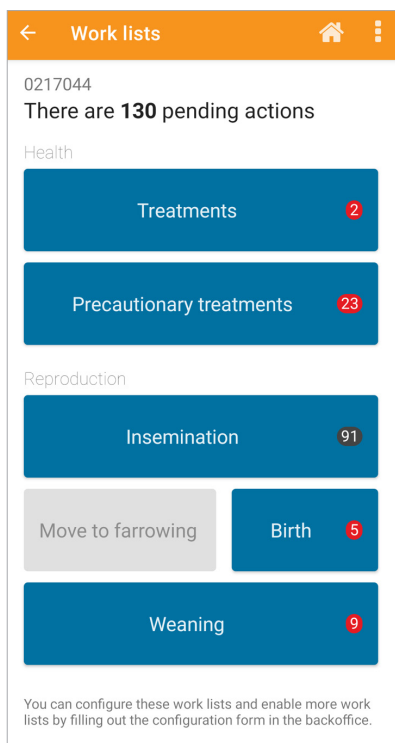 Work lists
0217044
There are 130 pending actions
Health
Treatments 2
Precautionary treatments 23
Reproduction
Insemination 91
Move to farrowing
Birth 5
Weaning 9
You can configure these work lists and enable more work
lists by filling out the configuration form in the backoffice.